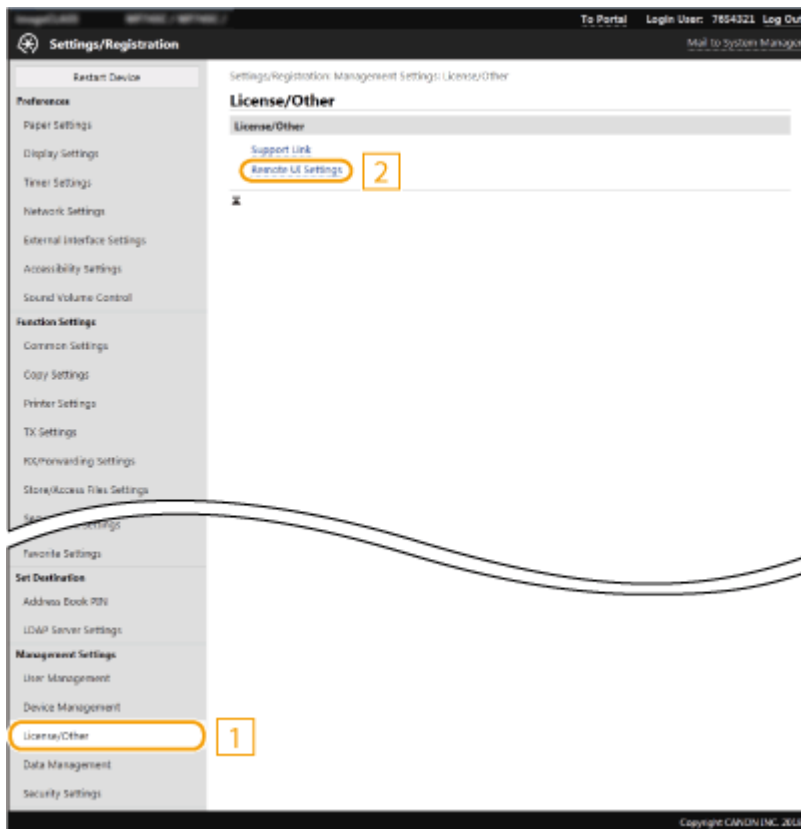 To Portal Login User: 7654321 Log Out
Settings/Registration
Mail to System Manager
Restart Device
Settings/Registration: Management Settings: License/Other
Preferences
License/Other
Paper Settings
License/Other
Display Settings
Support Link
Remote UI Settings
2
Timer Settings
Network Settings
External Interface Settings
Accessibility Settings
Sound Volume Control
Function Settings
Common Settings
Copy Settings
Printer Settings
TX Settings
RX/Forwarding Settings
Store/Access Files Settings
Settings
Favorite Settings
Set Destination
Address Book PIN
LDAP Server Settings
Management Settings
User Management
Device Management
License/Other
1
Data Management
Security Settings
Copyright CANON INC.